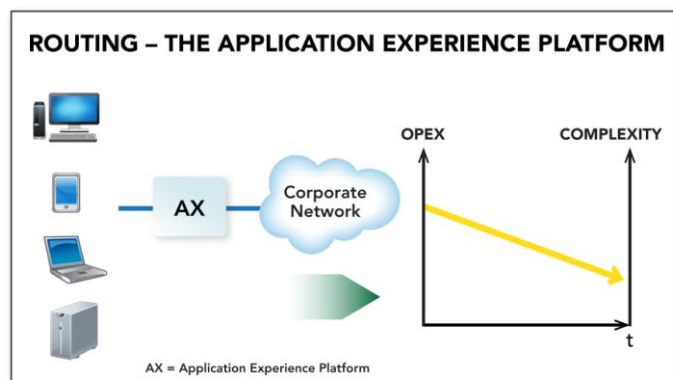 ROUTING – THE APPLICATION EXPERIENCE PLATFORM
OPEX
COMPLEXITY
AX
Corporate
Network
t
AX = Application Experience Platform